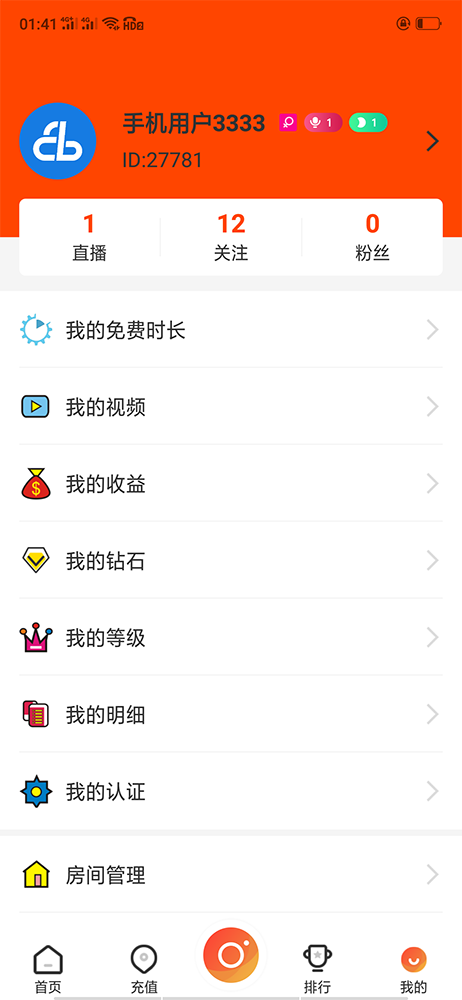 01:41 4G+ 4G HD2
手机用户3333 1 1
ID:27781
1 12 0
直播 关注 粉丝
我的免费时长
我的视频
我的收益
我的钻石
我的等级
我的明细
我的认证
房间管理
首页 充值 排行 我的